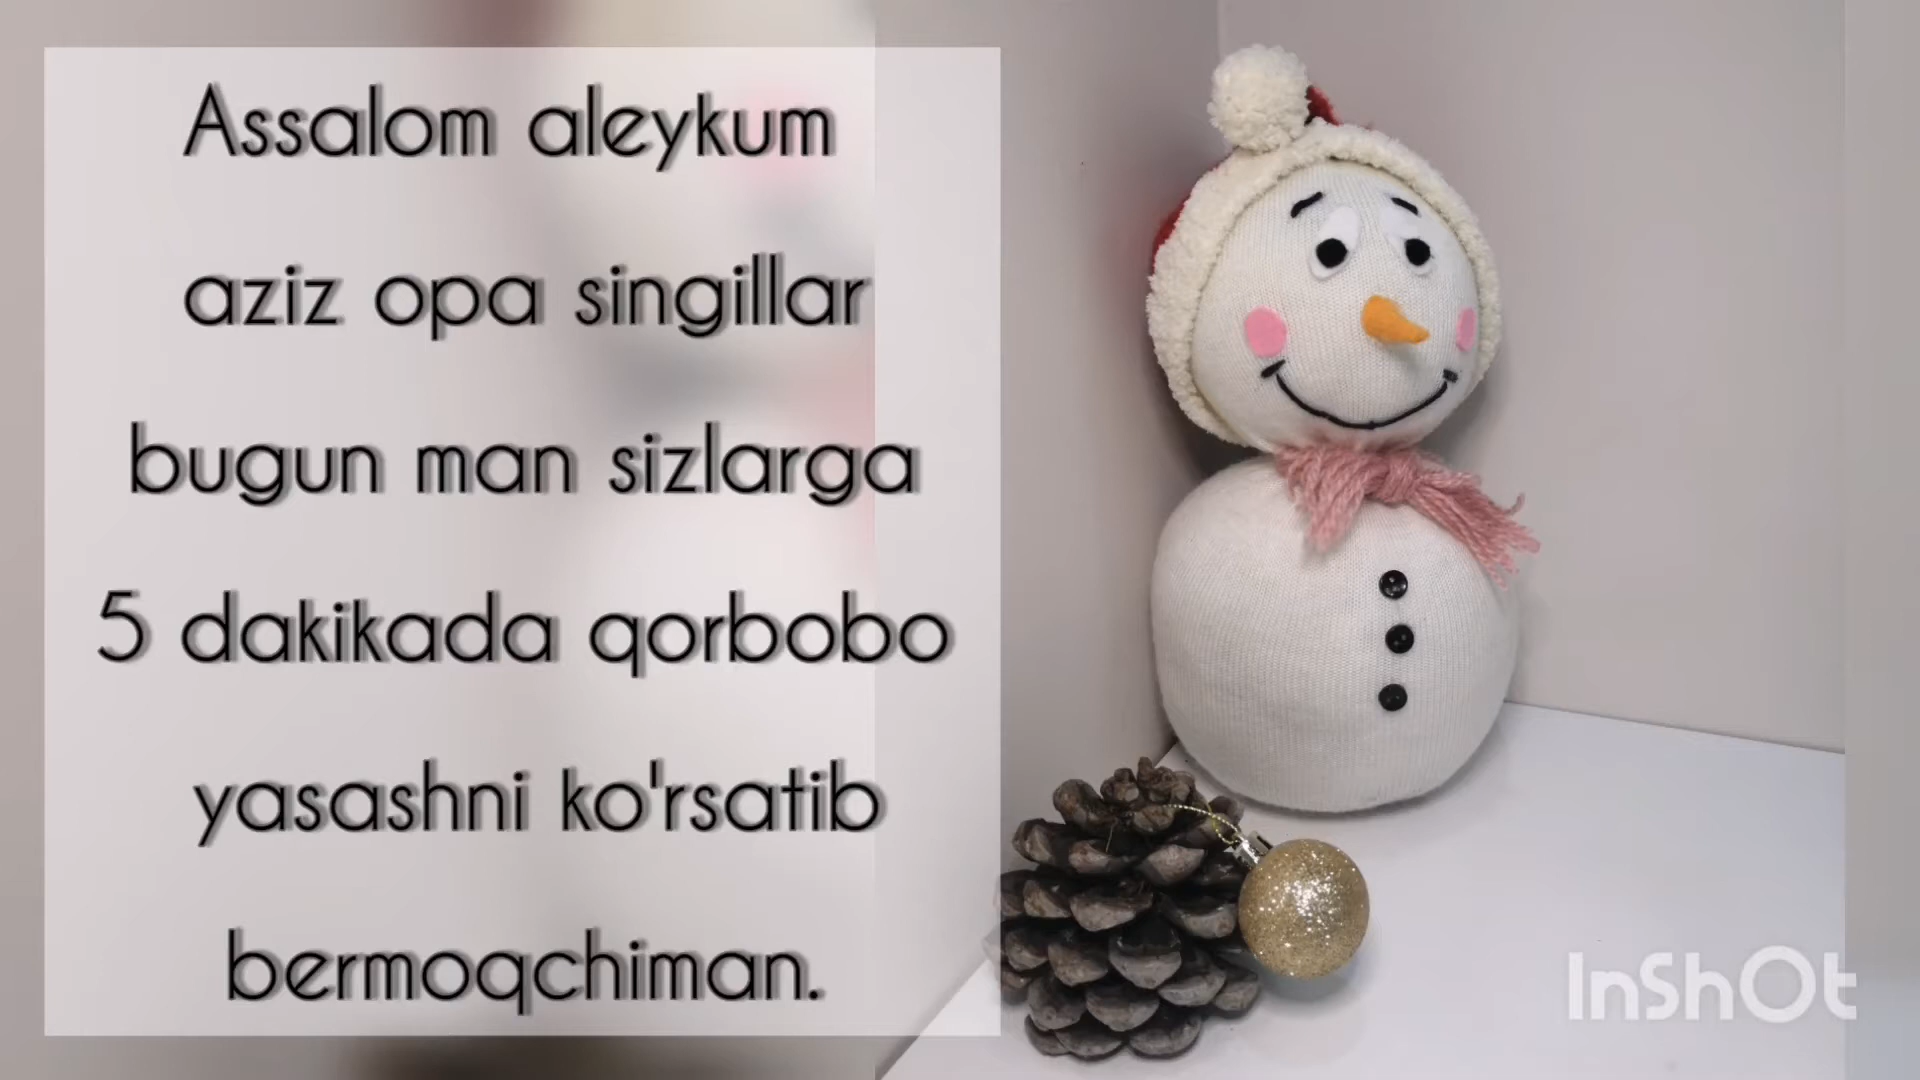 Assalom aleykum
aziz opa singillar
bugun man sizlarga
5 dakikada qorbobo
yasashni ko'rsatib
bermoqchiman.
InShOt